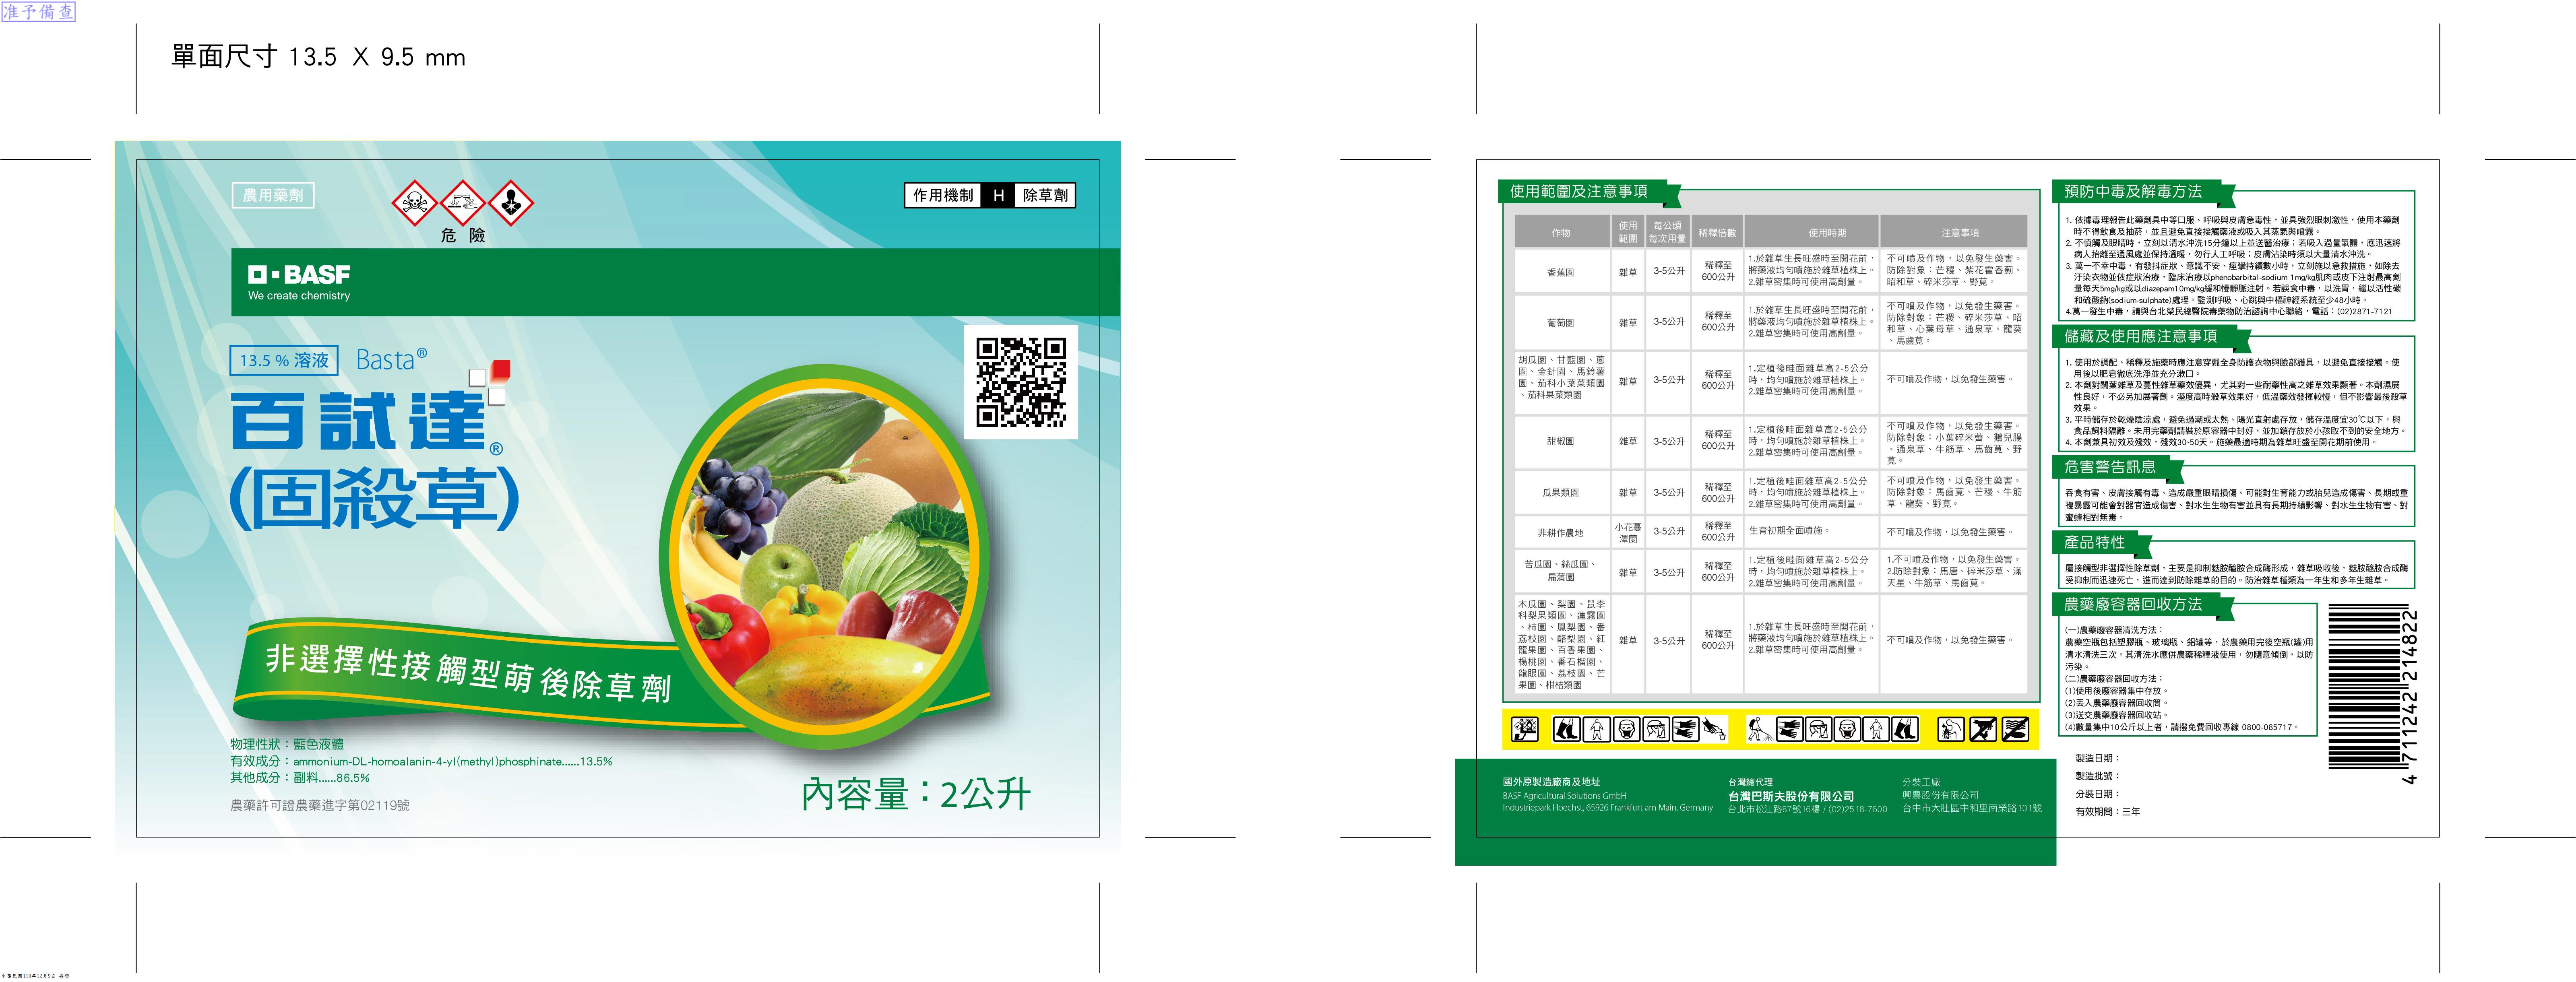 准予備查
單面尺寸 13.5 X 9.5 mm
農用藥劑
危 險
作用機制 H 除草劑
BASF
We create chemistry
13.5 % 溶液 Basta®
百試達®
(固殺草)
非選擇性接觸型萌後除草劑
物理性狀：藍色液體
有效成分：ammonium-DL-homoalanin-4-yl(methyl)phosphinate......13.5%
其他成分：副料......86.5%
農藥許可證農藥進字第02119號
內容量：2公升
使用範圍及注意事項
作物 使用範圍 每公頃每次用量 稀釋倍數 使用時期 注意事項
香蕉園 雜草 3-5公升 稀釋至600公升 1.於雜草生長旺盛時至開花前，將藥液均勻噴施於雜草植株上。2.雜草密集時可使用高劑量。 不可噴及作物，以免發生藥害。防除對象：芒稷、紫花霍香薊、昭和草、碎米莎草、野莧。
葡萄園 雜草 3-5公升 稀釋至600公升 1.於雜草生長旺盛時至開花前，將藥液均勻噴施於雜草植株上。2.雜草密集時可使用高劑量。 不可噴及作物，以免發生藥害。防除對象：芒稷、碎米莎草、昭和草、心葉母草、通泉草、龍葵、馬齒莧。
胡瓜園、甘藍園、蔥園、金針園、馬鈴薯園、茄科小葉菜類園、茄科果菜類園 雜草 3-5公升 稀釋至600公升 1.定植後畦面雜草高2-5公分時，均勻噴施於雜草植株上。2.雜草密集時可使用高劑量。 不可噴及作物，以免發生藥害。
甜椒園 雜草 3-5公升 稀釋至600公升 1.定植後畦面雜草高2-5公分時，均勻噴施於雜草植株上。2.雜草密集時可使用高劑量。 不可噴及作物，以免發生藥害。防除對象：小葉碎米薺、鵝兒腸、通泉草、牛筋草、馬齒莧、野莧。
瓜果類園 雜草 3-5公升 稀釋至600公升 1.定植後畦面雜草高2-5公分時，均勻噴施於雜草植株上。2.雜草密集時可使用高劑量。 不可噴及作物，以免發生藥害。防除對象：馬齒莧、芒稷、牛筋草、龍葵、野莧。
非耕作農地 小花蔓澤蘭 3-5公升 稀釋至600公升 生育初期全面噴施。 不可噴及作物，以免發生藥害。
苦瓜園、絲瓜園、扁蒲園 雜草 3-5公升 稀釋至600公升 1.定植後畦面雜草高2-5公分時，均勻噴施於雜草植株上。2.雜草密集時可使用高劑量。 1.不可噴及作物，以免發生藥害。2.防除對象：馬唐、碎米莎草、滿天星、牛筋草、馬齒莧。
木瓜園、梨園、鼠李科梨果類園、蓮霧園、柿園、鳳梨園、番荔枝園、酪梨園、紅龍果園、百香果園、楊桃園、番石榴園、龍眼園、荔枝園、芒果園、柑桔類園 雜草 3-5公升 稀釋至600公升 1.於雜草生長旺盛時至開花前，將藥液均勻噴施於雜草植株上。2.雜草密集時可使用高劑量。 不可噴及作物，以免發生藥害。
國外原製造廠商及地址
BASF Agricultural Solutions GmbH
Industriepark Hoechst, 65926 Frankfurt am Main, Germany
台灣總代理
台灣巴斯夫股份有限公司
台北市松江路87號16樓 / (02)2518-7600
分裝工廠
興農股份有限公司
台中市大肚區中和里南榮路101號
預防中毒及解毒方法
1. 依據毒理報告此藥劑具中等口服、呼吸與皮膚急毒性，並具強烈眼刺激性，使用本藥劑
時不得飲食及抽菸，並且避免直接接觸藥液或吸入其蒸氣與噴霧。
2. 不慎觸及眼睛時，立刻以清水沖洗15分鐘以上並送醫治療；若吸入過量氣體，應迅速將
病人抬離至通風處並保持溫暖，勿行人工呼吸；皮膚沾染時須以大量清水沖洗。
3. 萬一不幸中毒，有發抖症狀、意識不安、痙攣持續數小時，立刻施以急救措施，如除去
汙染衣物並依症狀治療，臨床治療以phenobarbital-sodium 1mg/kg肌肉或皮下注射最高劑
量每天5mg/kg或以diazepam10mg/kg緩和慢靜脈注射。若誤食中毒，以洗胃，繼以活性碳
和硫酸鈉(sodium-sulphate)處理。監測呼吸、心跳與中樞神經系統至少48小時。
4.萬一發生中毒，請與台北榮民總醫院毒藥物防治諮詢中心聯絡，電話：(02)2871-7121
儲藏及使用應注意事項
1. 使用於調配、稀釋及施藥時應注意穿戴全身防護衣物與臉部護具，以避免直接接觸。使
用後以肥皂徹底洗淨並充分漱口。
2. 本劑對闊葉雜草及蔓性雜草藥效優異，尤其對一些耐藥性高之雜草效果顯著。本劑濕展
性良好，不必另加展著劑。溼度高時殺草效果好，低溫藥效發揮較慢，但不影響最後殺草
效果。
3. 平時儲存於乾燥陰涼處，避免過潮或太熱、陽光直射處存放，儲存溫度宜30℃以下，與
食品飼料隔離。未用完藥劑請裝於原容器中封好，並加鎖存放於小孩取不到的安全地方。
4. 本劑兼具初效及殘效，殘效30-50天。施藥最適時期為雜草旺盛至開花期前使用。
危害警告訊息
吞食有害、皮膚接觸有毒、造成嚴重眼睛損傷、可能對生育能力或胎兒造成傷害、長期或重
複暴露可能會對器官造成傷害、對水生生物有害並具有長期持續影響、對水生生物有害、對
蜜蜂相對無毒。
產品特性
屬接觸型非選擇性除草劑，主要是抑制麩胺醯胺合成酶形成，雜草吸收後，麩胺醯胺合成酶
受抑制而迅速死亡，進而達到防除雜草的目的。防治雜草種類為一年生和多年生雜草。
農藥廢容器回收方法
(一)農藥廢容器清洗方法：
農藥空瓶包括塑膠瓶、玻璃瓶、鋁罐等，於農藥用完後空瓶(罐)用
清水清洗三次，其清洗水應併農藥稀釋液使用，勿隨意傾倒，以防
污染。
(二)農藥廢容器回收方法：
(1)使用後廢容器集中存放。
(2)丟入農藥廢容器回收筒。
(3)送交農藥廢容器回收站。
(4)數量集中10公斤以上者，請撥免費回收專線 0800-085717。
4 711242 214822
製造日期：
製造批號：
分裝日期：
有效期間：三年